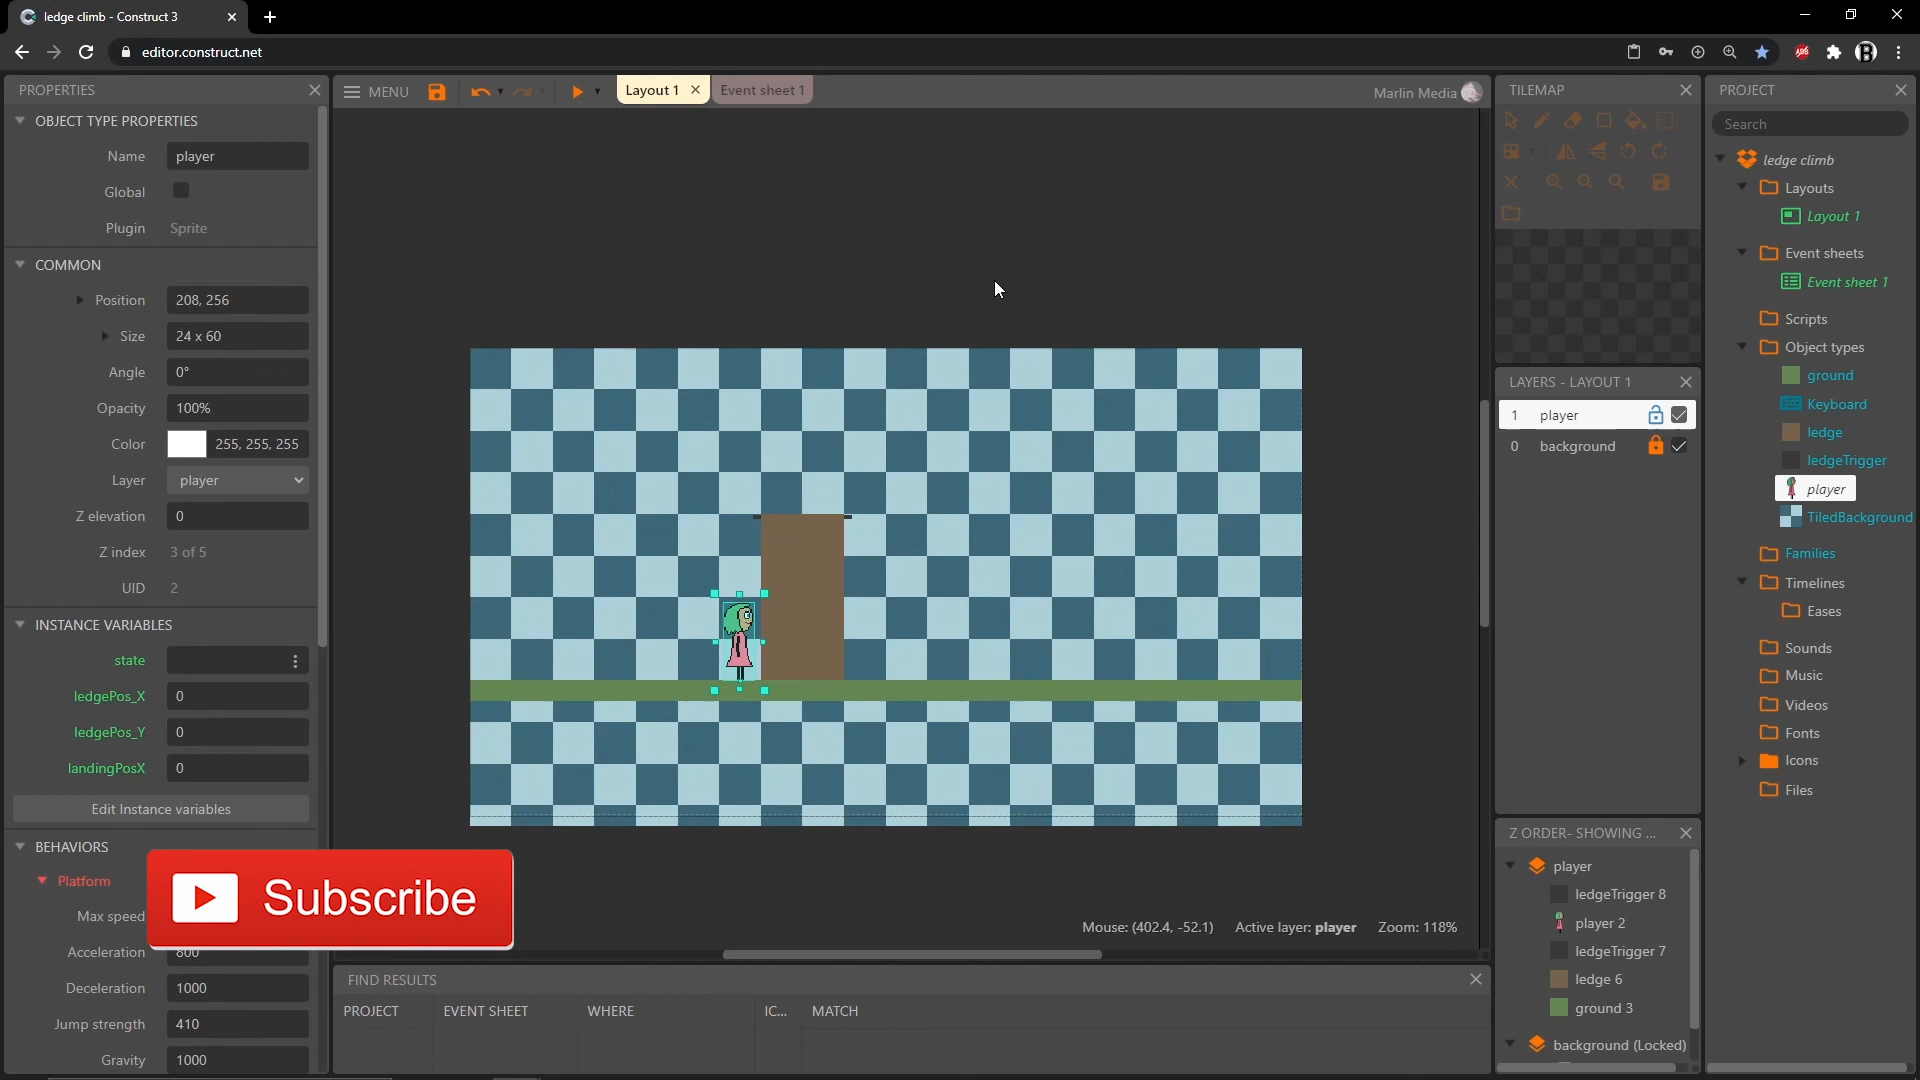 ledge climb - Construct 3
editor.construct.net
PROPERTIES
OBJECT TYPE PROPERTIES
Name player
Global
Plugin Sprite
COMMON
Position 208, 256
Size 24 x 60
Angle 0°
Opacity 100%
Color 255, 255, 255
Layer player
Z elevation 0
Z index 3 of 5
UID 2
INSTANCE VARIABLES
state
ledgePos_X 0
ledgePos_Y 0
landingPosX 0
Edit Instance variables
BEHAVIORS
Platform
Max speed
Acceleration 800
Deceleration 1000
Jump strength 410
Gravity 1000
Subscribe
MENU
Layout 1
Event sheet 1
Marlin Media
Mouse: (402.4, -52.1) Active layer: player Zoom: 118%
FIND RESULTS
PROJECT EVENT SHEET WHERE IC... MATCH
TILEMAP
LAYERS - LAYOUT 1
1 player
0 background
Z ORDER- SHOWING ...
player
ledgeTrigger 8
player 2
ledgeTrigger 7
ledge 6
ground 3
background (Locked)
PROJECT
Search
ledge climb
Layouts
Layout 1
Event sheets
Event sheet 1
Scripts
Object types
ground
Keyboard
ledge
ledgeTrigger
player
TiledBackground
Families
Timelines
Eases
Sounds
Music
Videos
Fonts
Icons
Files